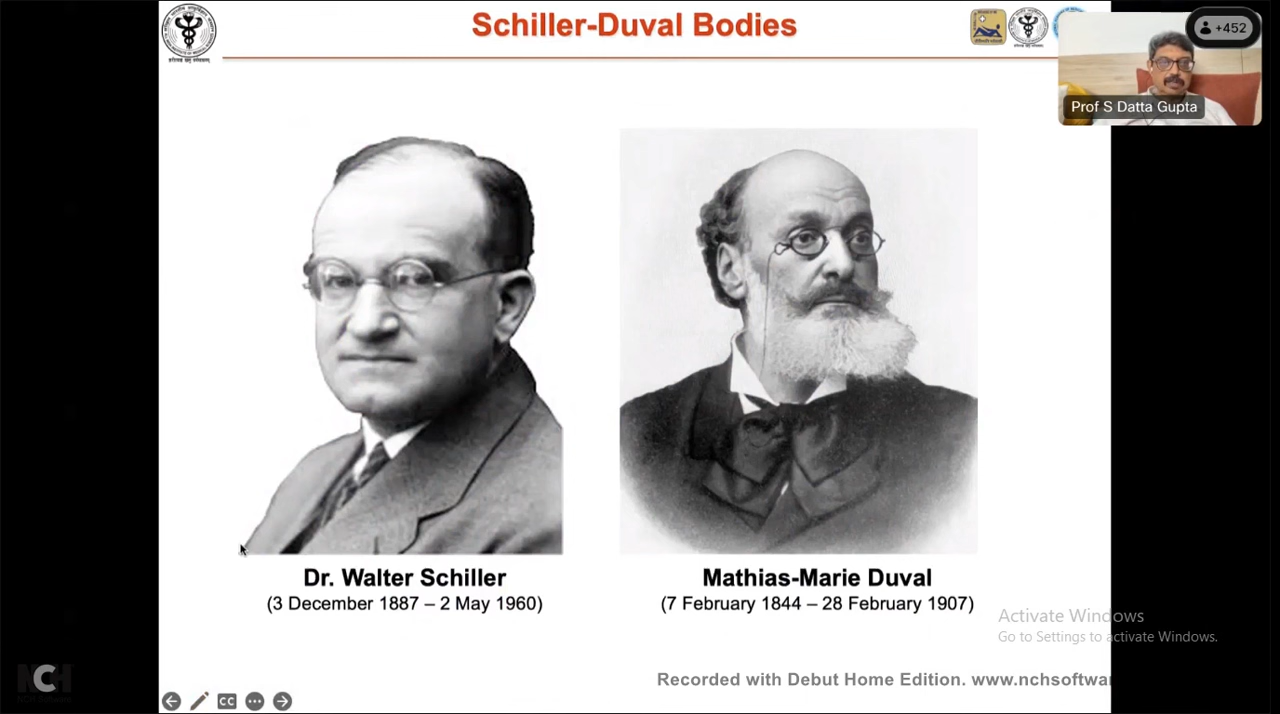 Schiller-Duval Bodies
+452
Prof S Datta Gupta
Dr. Walter Schiller
(3 December 1887 – 2 May 1960)
Mathias-Marie Duval
(7 February 1844 – 28 February 1907)
Activate Windows
Go to Settings to activate Windows.
Recorded with Debut Home Edition. www.nchsoftwar
NCH
CC